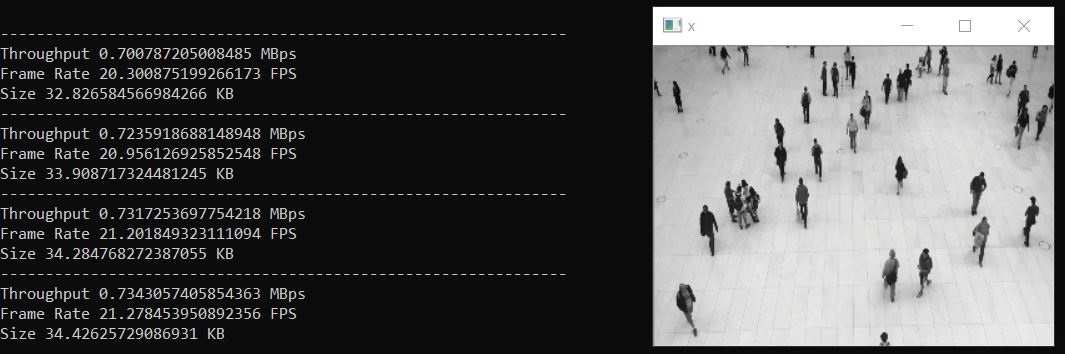 -----------------------------------------------------------------
Throughput 0.700787205008485 MBps
Frame Rate 20.300875199266173 FPS
Size 32.826584566984266 KB
-----------------------------------------------------------------
Throughput 0.7235918688148948 MBps
Frame Rate 20.956126925852548 FPS
Size 33.908717324481245 KB
-----------------------------------------------------------------
Throughput 0.7317253697754218 MBps
Frame Rate 21.201849323111094 FPS
Size 34.284768272387055 KB
-----------------------------------------------------------------
Throughput 0.7343057405854363 MBps
Frame Rate 21.278453950892356 FPS
Size 34.42625729086931 KB
x